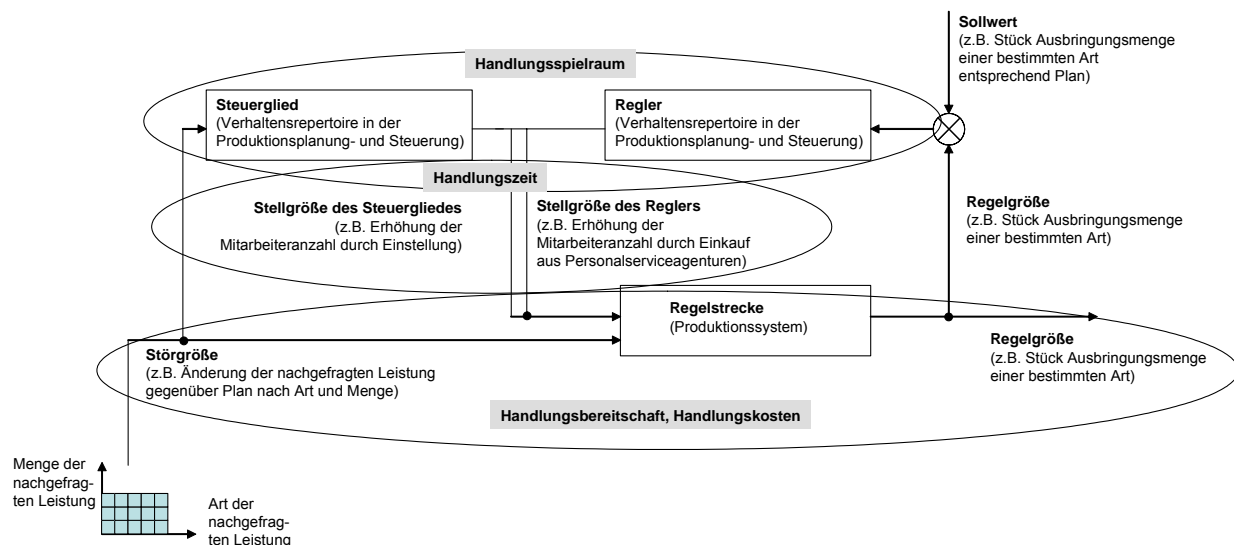 Sollwert
(z.B. Stück Ausbringungsmenge
einer bestimmten Art
entsprechend Plan)
Handlungsspielraum
Steuerglied
(Verhaltensrepertoire in der
Produktionsplanung- und Steuerung)
Regler
(Verhaltensrepertoire in der
Produktionsplanung- und Steuerung)
Handlungszeit
Stellgröße des Steuergliedes
(z.B. Erhöhung der
Mitarbeiteranzahl durch Einstellung)
Stellgröße des Reglers
(z.B. Erhöhung der
Mitarbeiteranzahl durch Einkauf
aus Personalserviceagenturen)
Regelgröße
(z.B. Stück Ausbringungsmenge
einer bestimmten Art)
Regelstrecke
(Produktionssystem)
Regelgröße
(z.B. Stück Ausbringungsmenge
einer bestimmten Art)
Störgröße
(z.B. Änderung der nachgefragten Leistung
gegenüber Plan nach Art und Menge)
Handlungsbereitschaft, Handlungskosten
Menge der
nachgefrag-
ten Leistung
Art der
nachgefrag-
ten Leistung